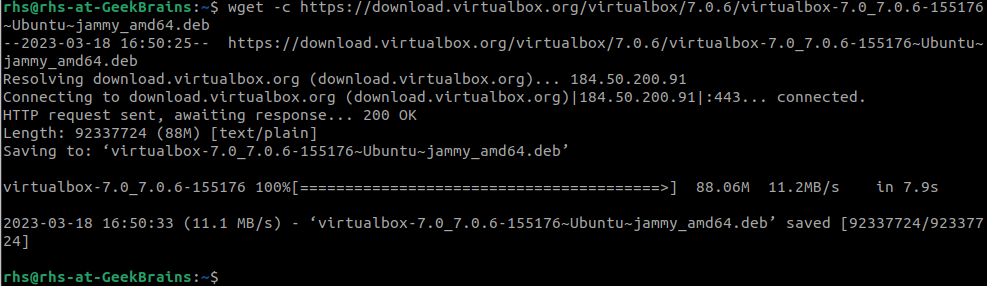 rhs@rhs-at-GeekBrains:~$ wget -c https://download.virtualbox.org/virtualbox/7.0.6/virtualbox-7.0_7.0.6-155176
~Ubuntu~jammy_amd64.deb
--2023-03-18 16:50:25--  https://download.virtualbox.org/virtualbox/7.0.6/virtualbox-7.0_7.0.6-155176~Ubuntu~
jammy_amd64.deb
Resolving download.virtualbox.org (download.virtualbox.org)... 184.50.200.91
Connecting to download.virtualbox.org (download.virtualbox.org)|184.50.200.91|:443... connected.
HTTP request sent, awaiting response... 200 OK
Length: 92337724 (88M) [text/plain]
Saving to: ‘virtualbox-7.0_7.0.6-155176~Ubuntu~jammy_amd64.deb’
virtualbox-7.0_7.0.6-155176 100%[========================================>]  88.06M  11.2MB/s    in 7.9s
2023-03-18 16:50:33 (11.1 MB/s) - ‘virtualbox-7.0_7.0.6-155176~Ubuntu~jammy_amd64.deb’ saved [92337724/923377
24]
rhs@rhs-at-GeekBrains:~$